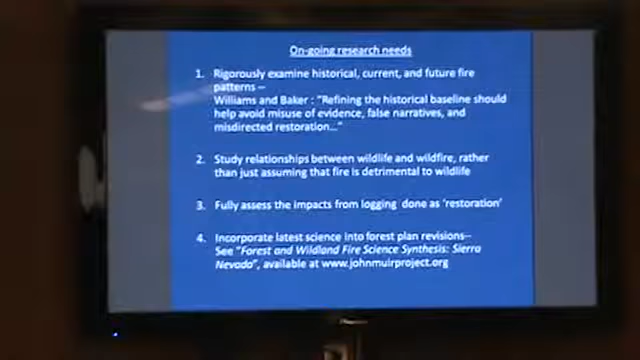 On-going research needs
1. Rigorously examine historical, current, and future fire
patterns –
Williams and Baker : "Refining the historical baseline should
help avoid misuse of evidence, false narratives, and
misdirected restoration..."
2. Study relationships between wildlife and wildfire, rather
than just assuming that fire is detrimental to wildlife
3. Fully assess the impacts from logging done as 'restoration'
4. Incorporate latest science into forest plan revisions--
See "Forest and Wildland Fire Science Synthesis: Sierra
Nevada", available at www.johnmuirproject.org